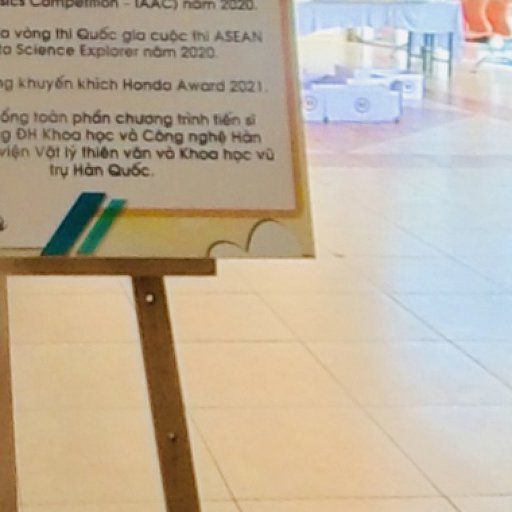 sics Competition - IAAC) năm 2020.
a vòng thi Quốc gia cuộc thi ASEAN
to Science Explorer năm 2020.
ng khuyến khích Honda Award 2021.
ổng toàn phần chương trình tiến sĩ
g ĐH Khoa học và Công nghệ Hàn
viện Vật lý thiên văn và Khoa học vũ
trụ Hàn Quốc.